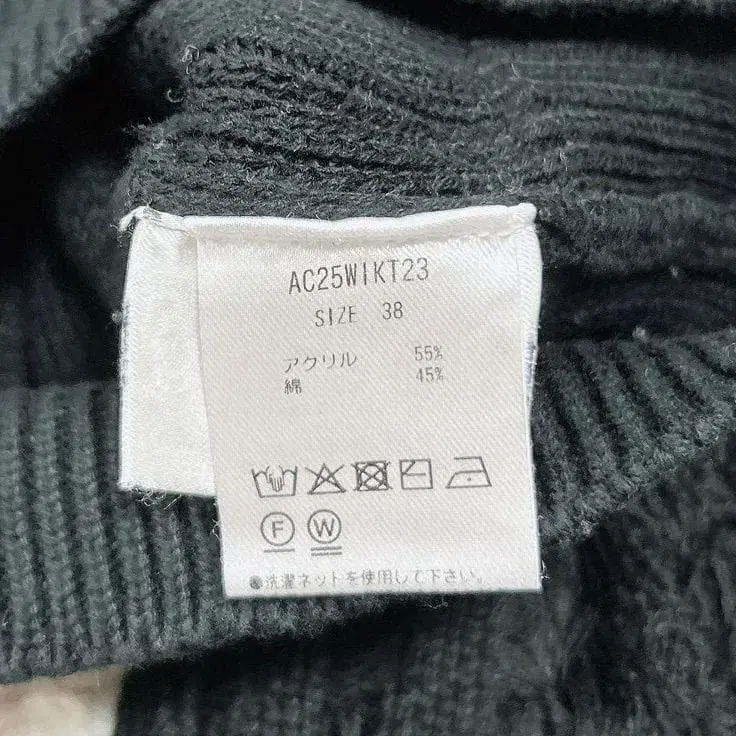 AC25WIKT23
SIZE 38
アクリル 55%
綿 45%
F W
●洗濯ネットを使用して下さい。